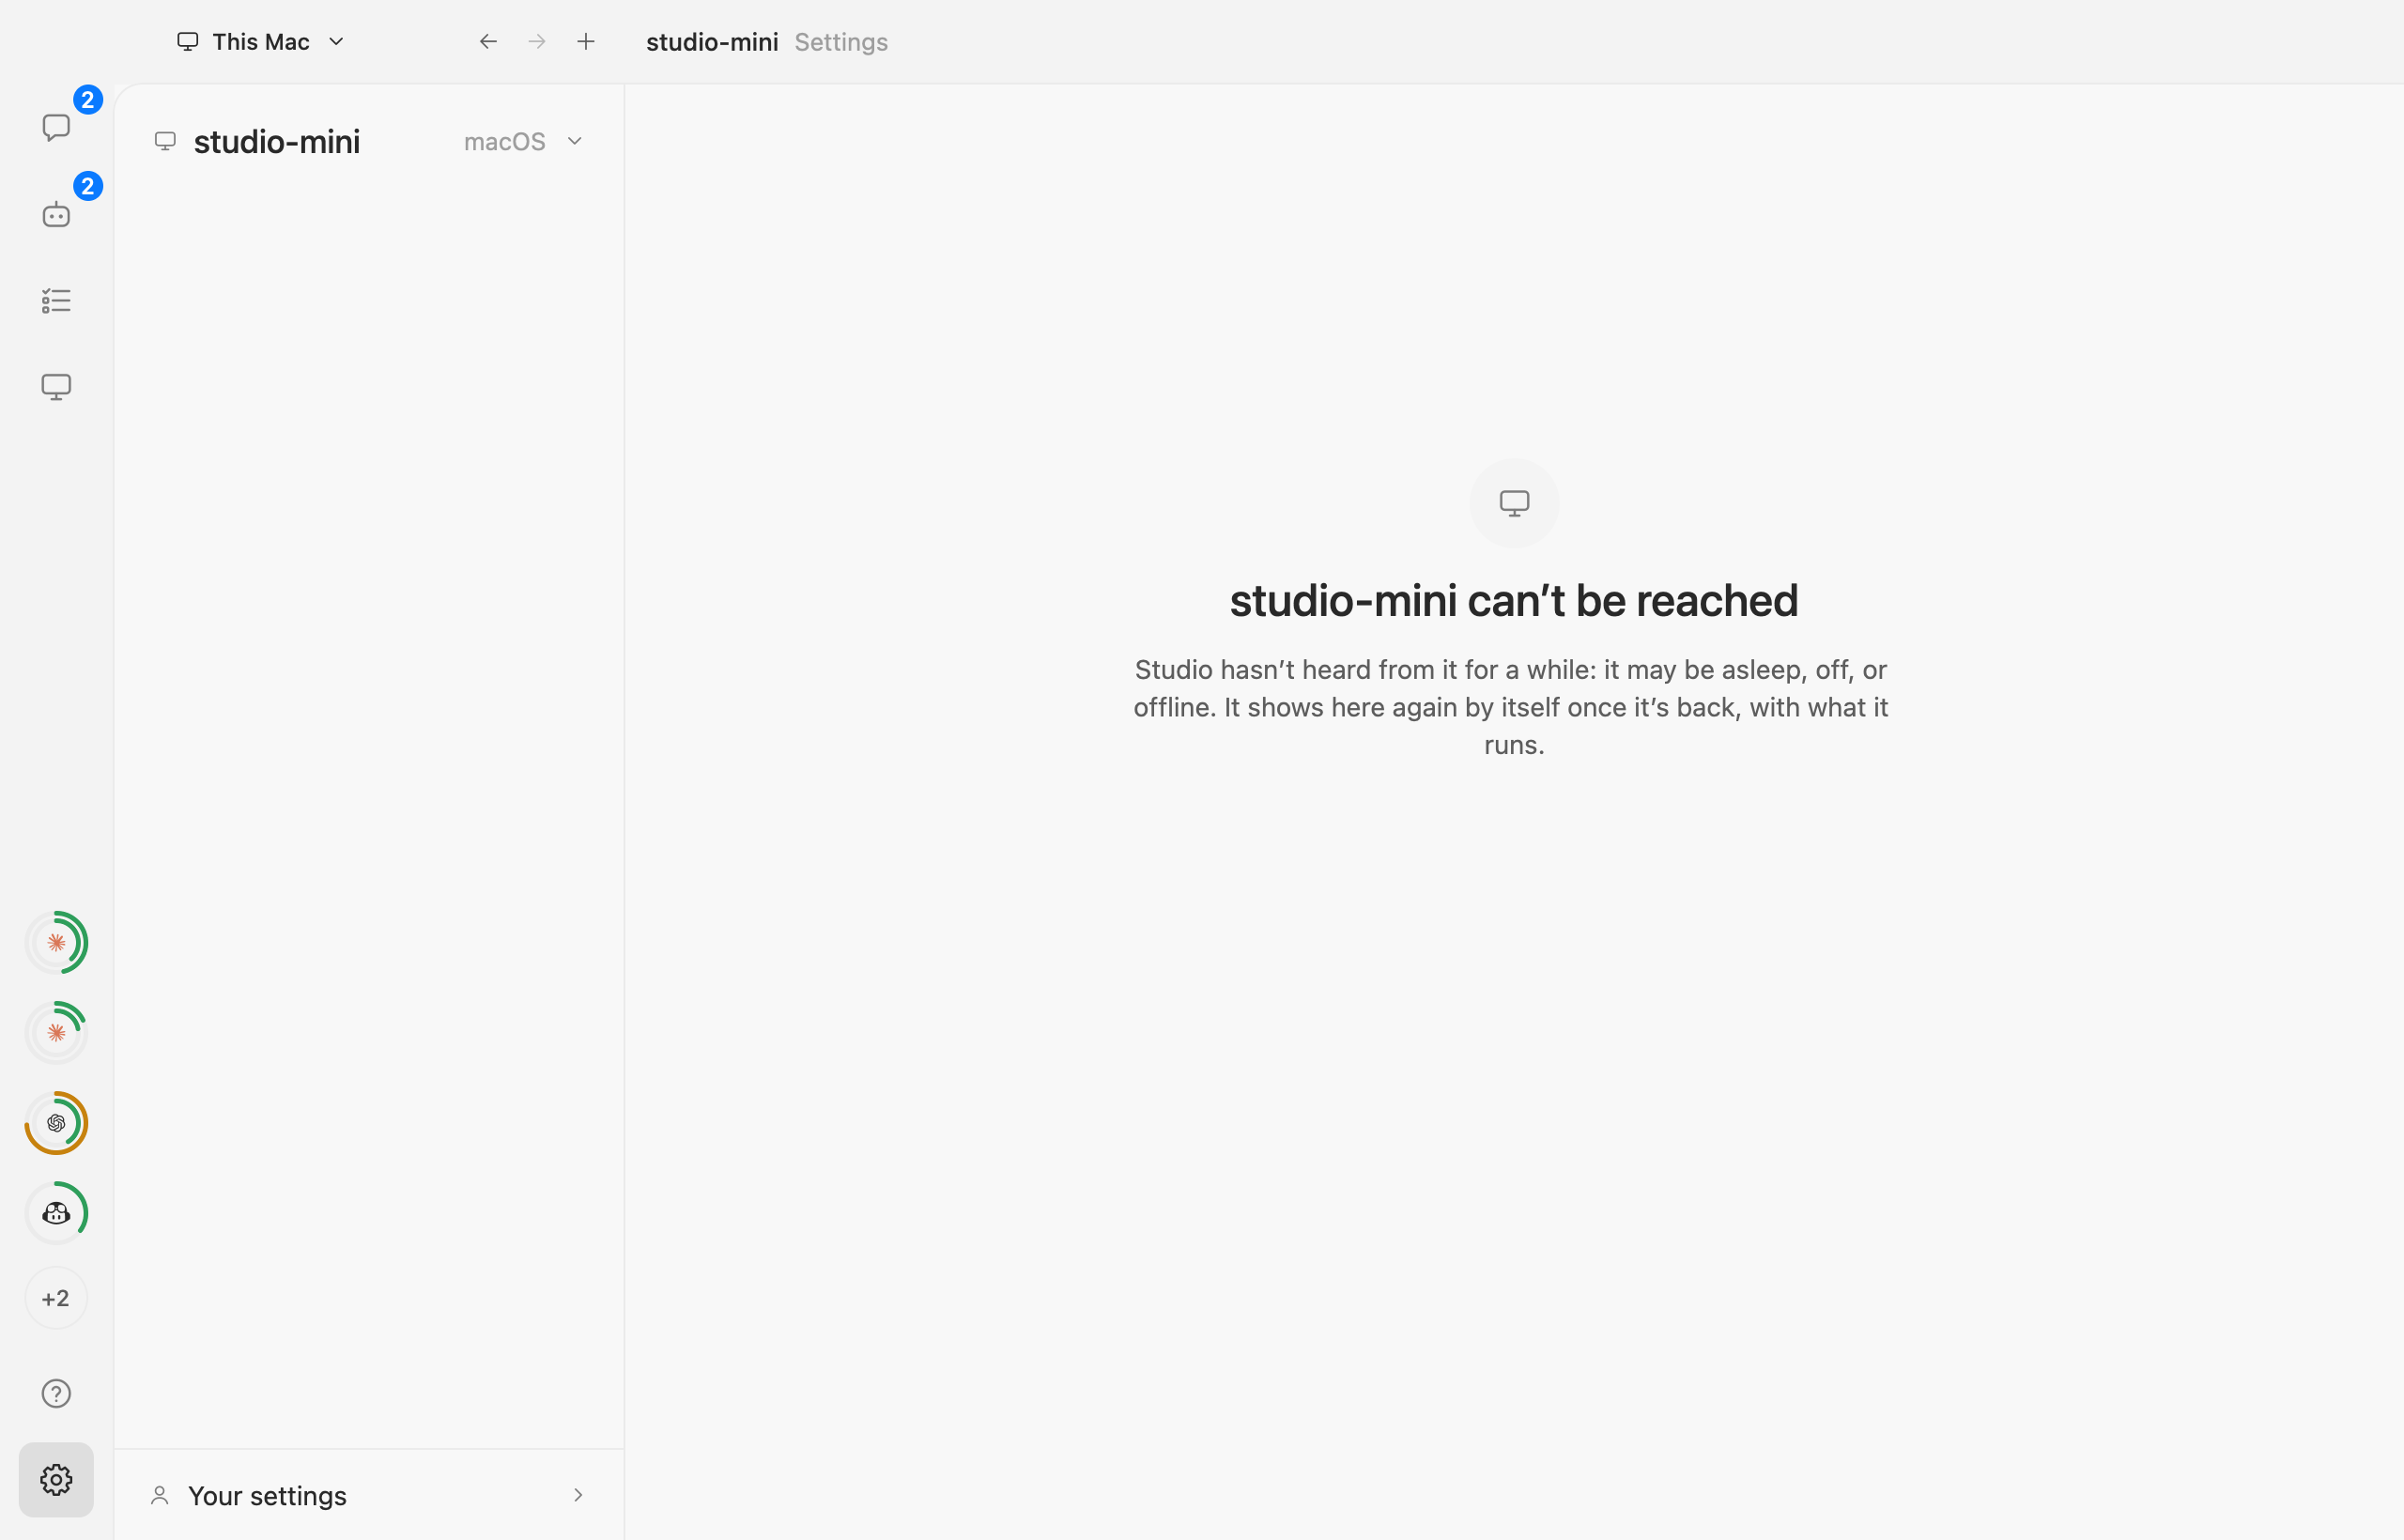 This Mac
studio-mini Settings
2
2
studio-mini
macOS
studio-mini can’t be reached
Studio hasn’t heard from it for a while: it may be asleep, off, or
offline. It shows here again by itself once it’s back, with what it
runs.
+2
Your settings